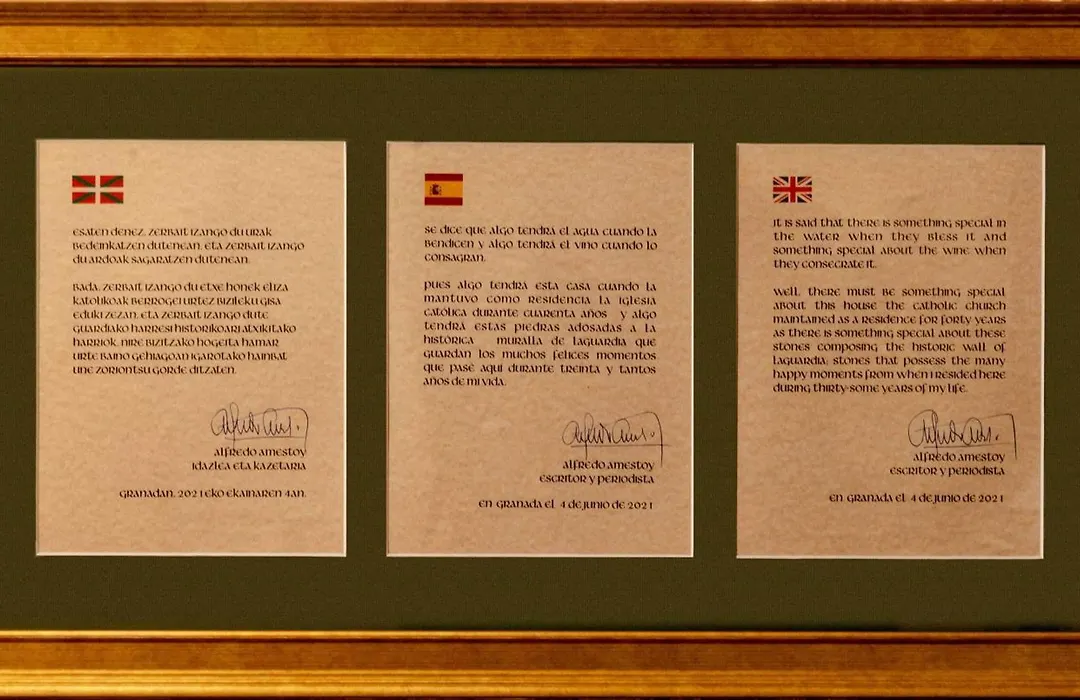 esaten denez, zerbait izango du urak
bedeinkatzen dutenean, eta zerbait izango
du ardoak sagaratzen dutenean.
bada, zerbait izango du etxe honek eliza
katolikoak berrogei urtez bizileku gisa
eduki zezan, eta zerbait izango dute
guardiako harresi historikoari atxikitako
harriok, nire bizitzako hogeita hamar
urte baino gehiagoan igarotako hainbat
une zoriontsu gorde ditzaten.
alfredo amestoy
idazlea eta kazetaria
granadan, 2021eko ekainaren 4an.
se dice que algo tendrá el agua cuando la
bendicen y algo tendrá el vino cuando lo
consagran.
pues algo tendrá esta casa cuando la
mantuvo como residencia la iglesia
católica durante cuarenta años y algo
tendrá estas piedras adosadas a la
histórica muralla de laguardia que
guardan los muchos felices momentos
que pasé aquí durante treinta y tantos
años de mi vida.
alfredo amestoy
escritor y periodista
en granada el 4 de junio de 2021
it is said that there is something special in
the water when they bless it and
something special about the wine when
they consecrate it.
well, there must be something special
about this house the catholic church
maintained as a residence for forty years
as there is something special about these
stones composing the historic wall of
laguardia; stones that possess the many
happy moments from when i resided here
during thirty-some years of my life.
alfredo amestoy
escritor y periodista
en granada el 4 de junio de 2021